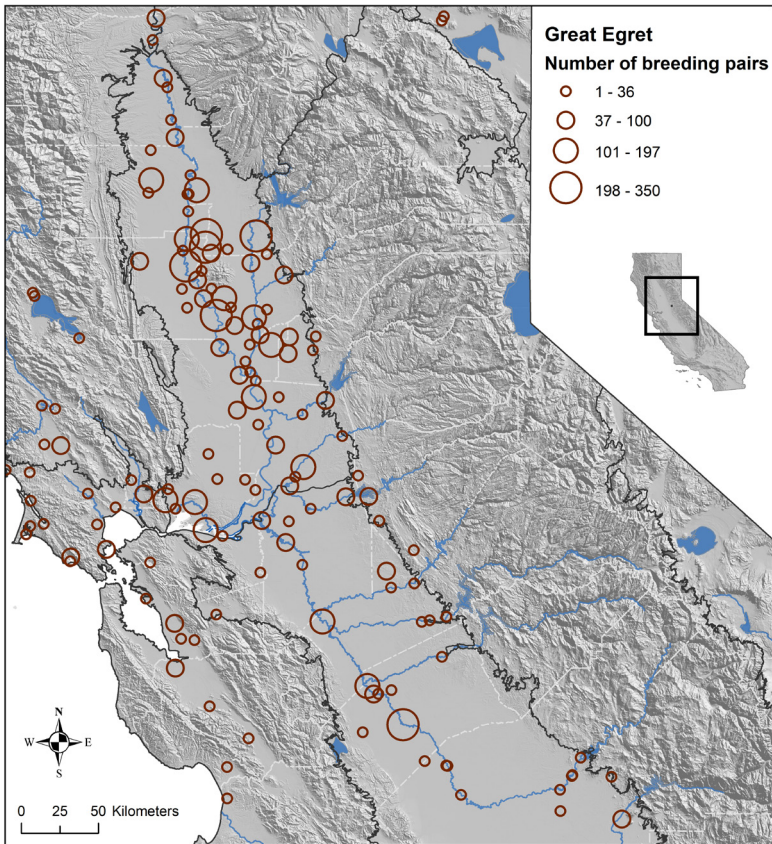 Great Egret
Number of breeding pairs
1 - 36
37 - 100
101 - 197
198 - 350
N
W E
S
0 25 50 Kilometers